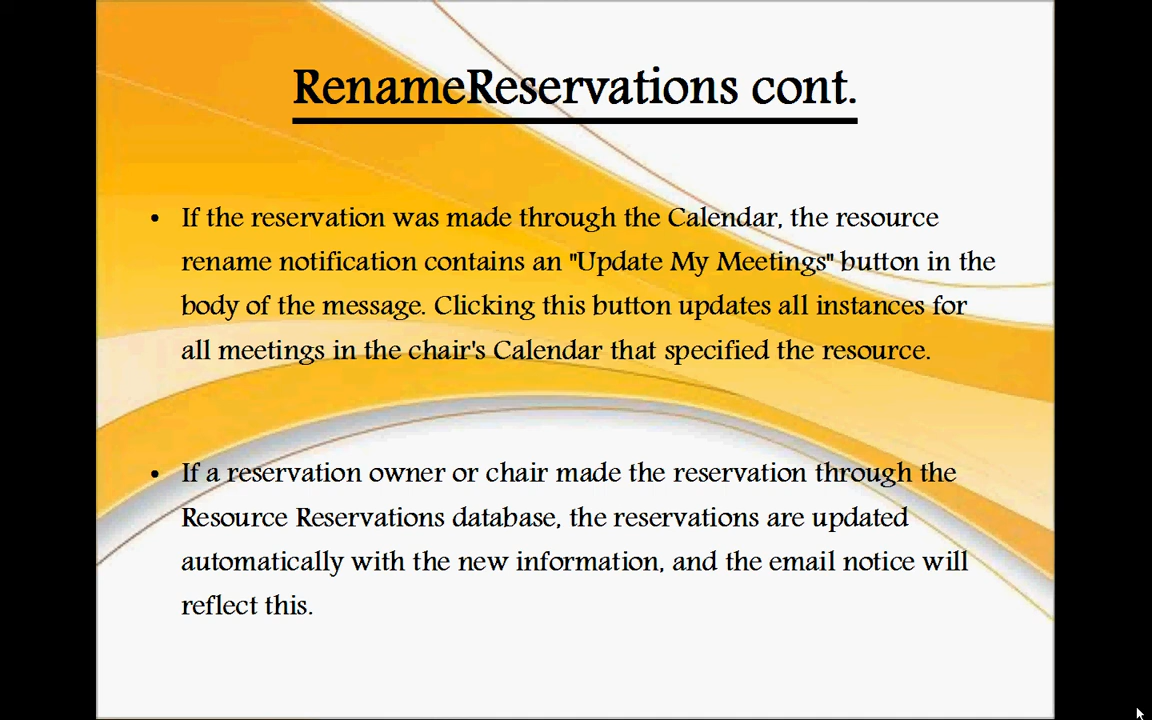 RenameReservations cont.
• If the reservation was made through the Calendar, the resource
rename notification contains an "Update My Meetings" button in the
body of the message. Clicking this button updates all instances for
all meetings in the chair's Calendar that specified the resource.
• If a reservation owner or chair made the reservation through the
Resource Reservations database, the reservations are updated
automatically with the new information, and the email notice will
reflect this.